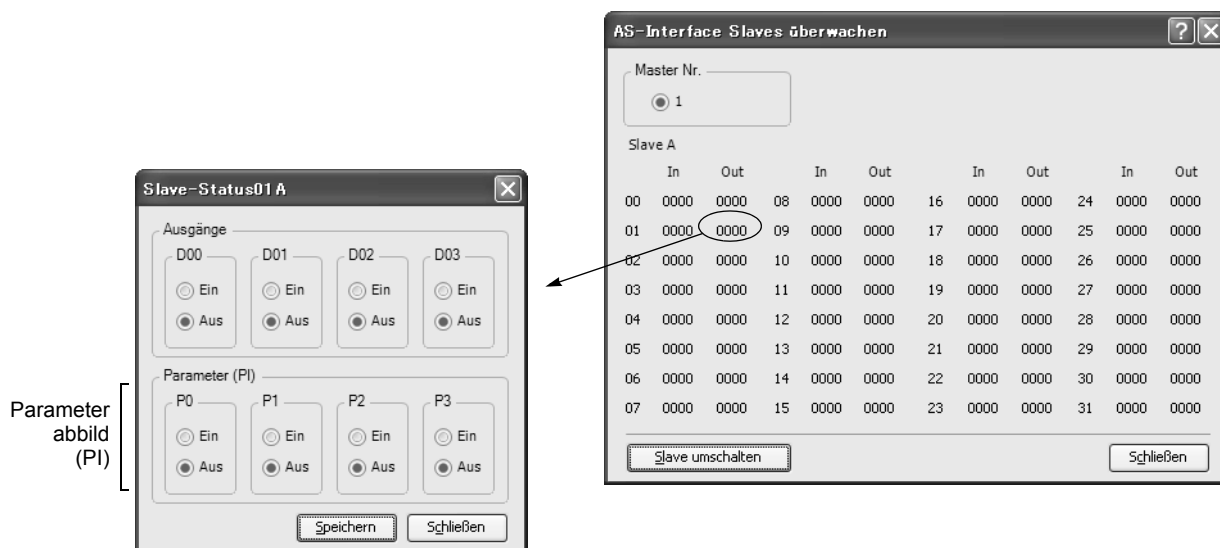 AS-Interface Slaves überwachen
Master Nr.
1
Slave A
In Out In Out In Out In Out
00 0000 0000 08 0000 0000 16 0000 0000 24 0000 0000
01 0000 0000 09 0000 0000 17 0000 0000 25 0000 0000
02 0000 0000 10 0000 0000 18 0000 0000 26 0000 0000
03 0000 0000 11 0000 0000 19 0000 0000 27 0000 0000
04 0000 0000 12 0000 0000 20 0000 0000 28 0000 0000
05 0000 0000 13 0000 0000 21 0000 0000 29 0000 0000
06 0000 0000 14 0000 0000 22 0000 0000 30 0000 0000
07 0000 0000 15 0000 0000 23 0000 0000 31 0000 0000
Slave umschalten Schließen
Slave-Status01A
Ausgänge
D00 D01 D02 D03
Ein Ein Ein Ein
Aus Aus Aus Aus
Parameter (PI)
P0 P1 P2 P3
Ein Ein Ein Ein
Aus Aus Aus Aus
Speichern Schließen
Parameter
abbild
(PI)